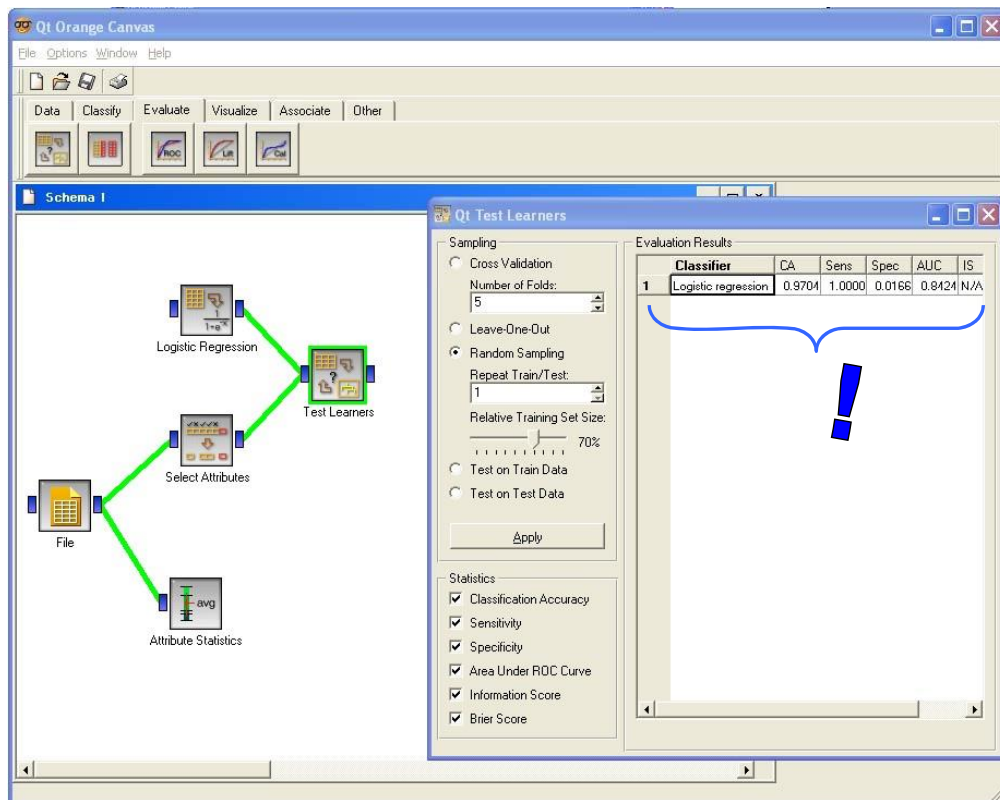 Qt Orange Canvas
File Options Window Help
Data Classify Evaluate Visualize Associate Other
ROC Lift Cal
Schema 1
1
1+e^-x
Logistic Regression
?
Test Learners
Select Attributes
File
avg
Attribute Statistics
Qt Test Learners
Sampling
Cross Validation
Number of Folds:
5
Leave-One-Out
Random Sampling
Repeat Train/Test:
1
Relative Training Set Size:
70%
Test on Train Data
Test on Test Data
Apply
Statistics
Classification Accuracy
Sensitivity
Specificity
Area Under ROC Curve
Information Score
Brier Score
Evaluation Results
Classifier CA Sens Spec AUC IS
1 Logistic regression 0.9704 1.0000 0.0166 0.8424 N/A
!